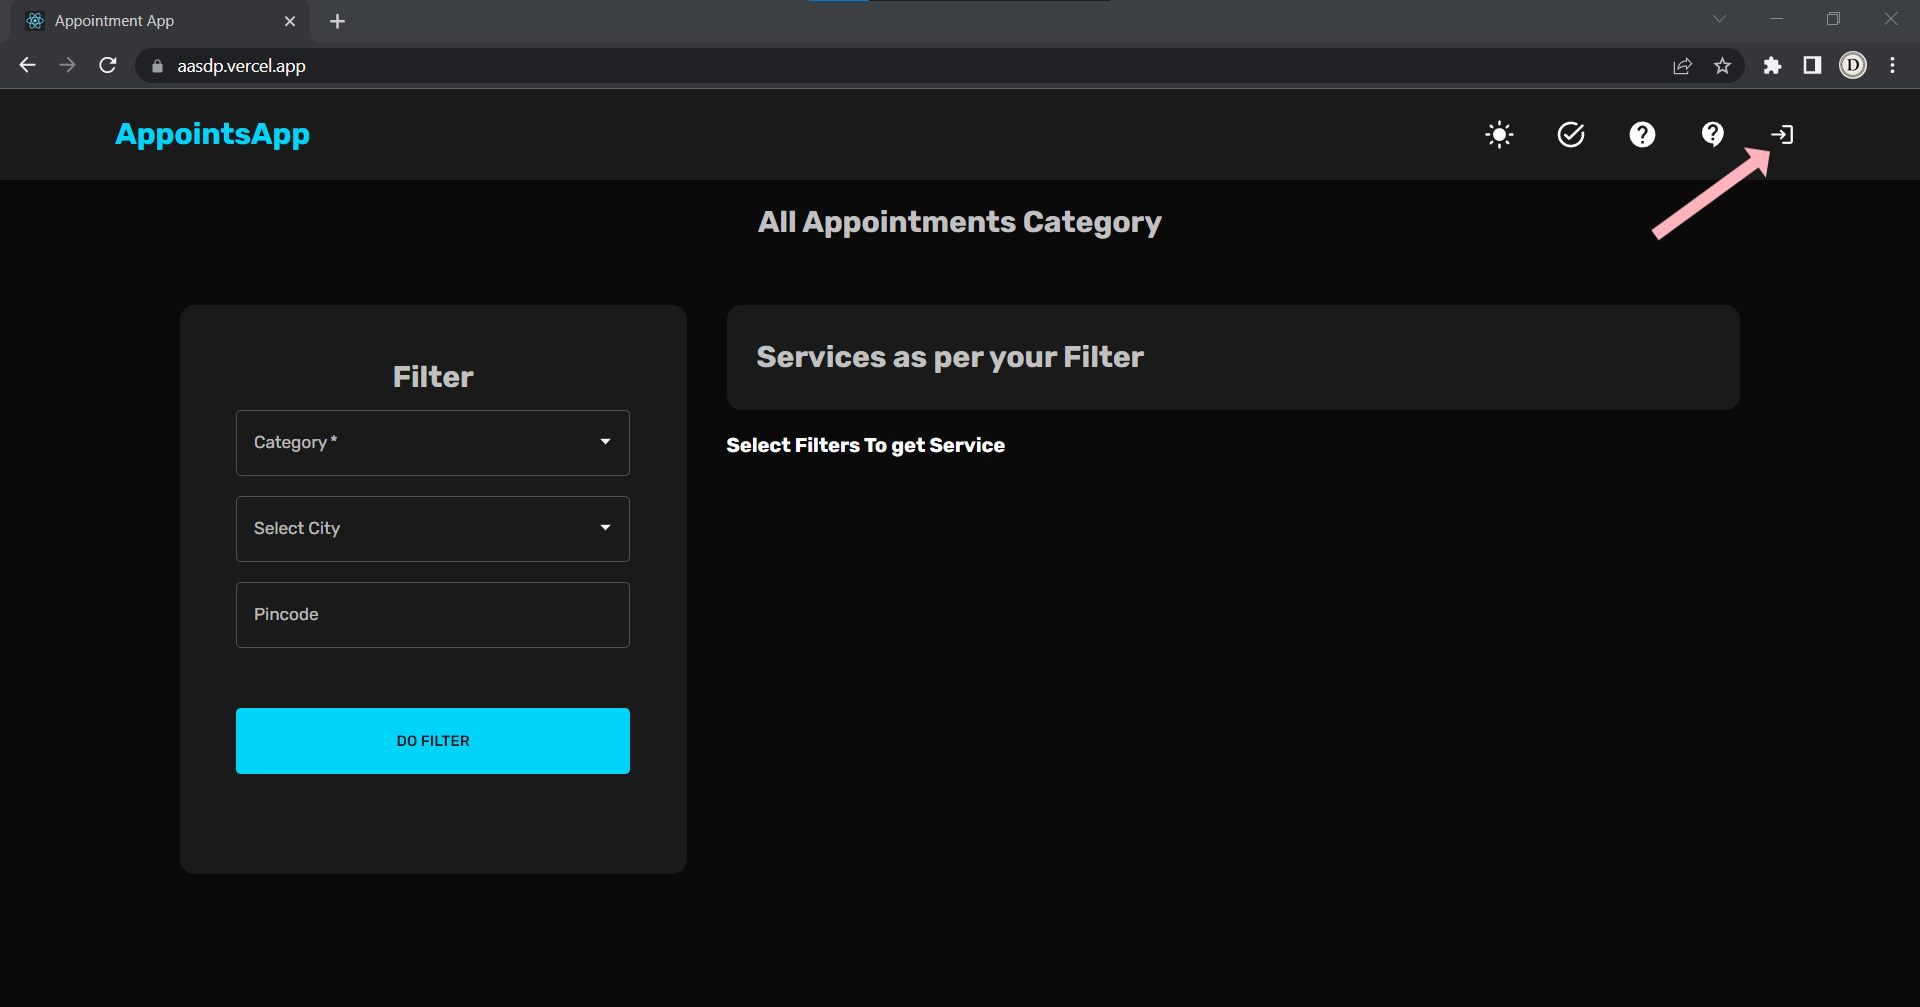 Appointment App
aasdp.vercel.app
D
AppointsApp
All Appointments Category
Filter
Category *
Select City
Pincode
DO FILTER
Services as per your Filter
Select Filters To get Service